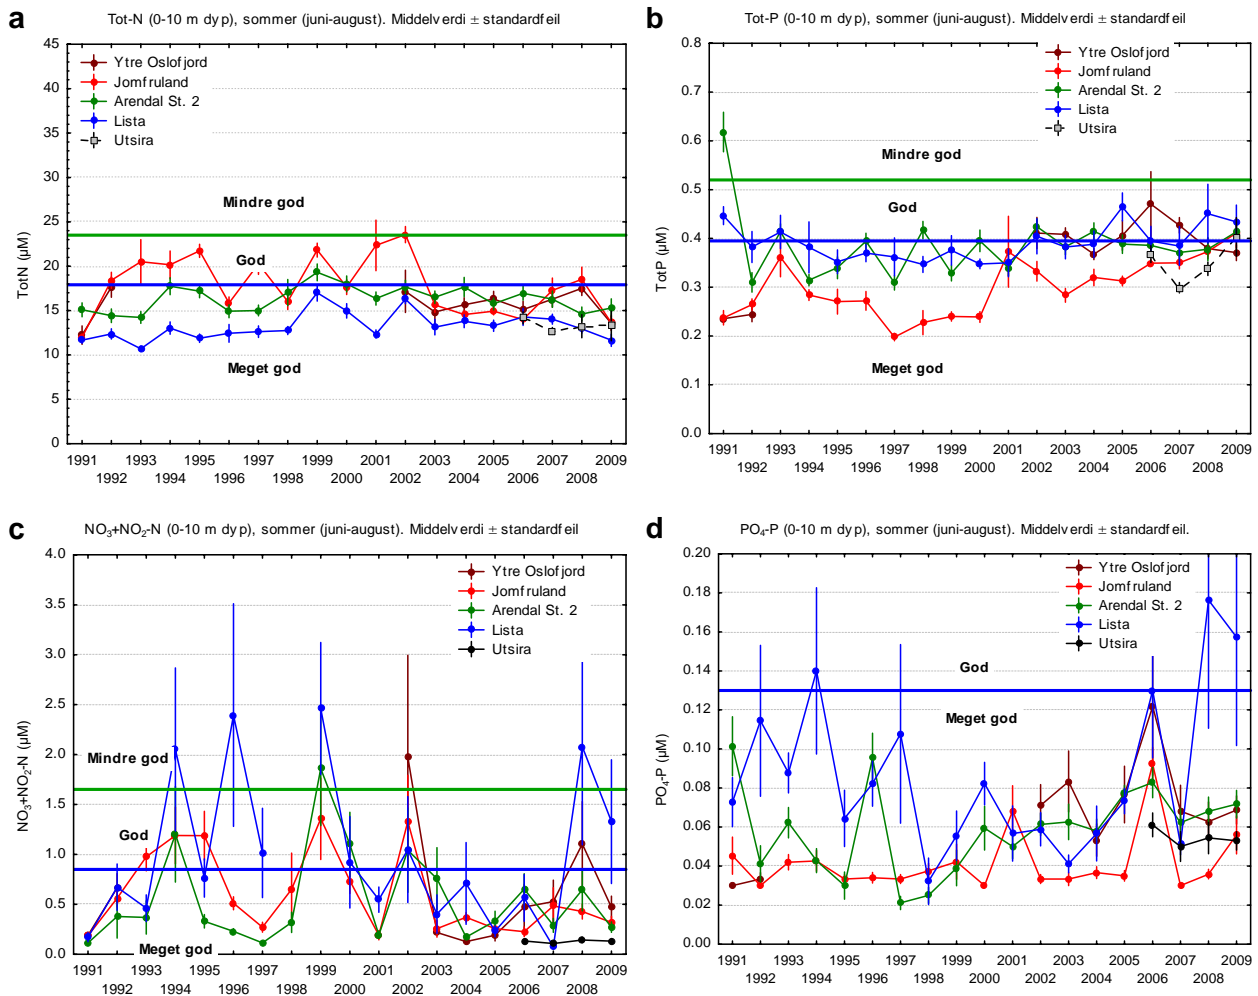 a
Tot-N (0-10 m dyp), sommer (juni-august). Middelverdi ± standardfeil
45
40
35
30
25
20
15
10
5
0
TotN (µM)
Ytre Oslofjord
Jomfruland
Arendal St. 2
Lista
Utsira
Mindre god
God
Meget god
1991 1993 1995 1997 1999 2001 2003 2005 2007 2009
1992 1994 1996 1998 2000 2002 2004 2006 2008
b
Tot-P (0-10 m dyp), sommer (juni-august). Middelverdi ± standardfeil
0.8
0.7
0.6
0.5
0.4
0.3
0.2
0.1
0.0
TotP (µM)
Ytre Oslofjord
Jomfruland
Arendal St. 2
Lista
Utsira
Mindre god
God
Meget god
1991 1993 1995 1997 1999 2001 2003 2005 2007 2009
1992 1994 1996 1998 2000 2002 2004 2006 2008
c
NO₃+NO₂-N (0-10 m dyp), sommer (juni-august). Middelverdi ± standardfeil
4.0
3.5
3.0
2.5
2.0
1.5
1.0
0.5
0.0
NO₃+NO₂-N (µM)
Ytre Oslofjord
Jomfruland
Arendal St. 2
Lista
Utsira
Mindre god
God
Meget god
1991 1993 1995 1997 1999 2001 2003 2005 2007 2009
1992 1994 1996 1998 2000 2002 2004 2006 2008
d
PO₄-P (0-10 m dyp), sommer (juni-august). Middelverdi ± standardfeil.
0.20
0.18
0.16
0.14
0.12
0.10
0.08
0.06
0.04
0.02
0.00
PO₄-P (µM)
Ytre Oslofjord
Jomfruland
Arendal St. 2
Lista
Utsira
God
Meget god
1991 1993 1995 1997 1999 2001 2003 2005 2007 2009
1992 1994 1996 1998 2000 2002 2004 2006 2008